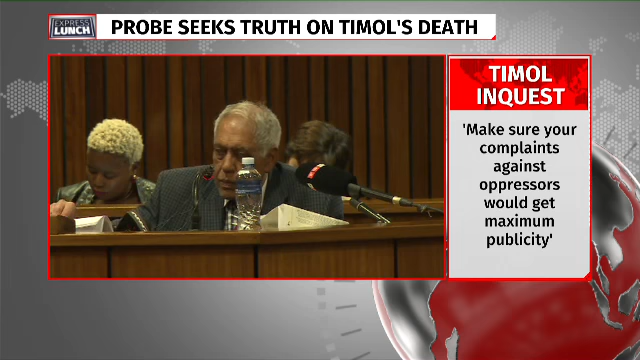 EXPRESS
LUNCH
PROBE SEEKS TRUTH ON TIMOL'S DEATH
TIMOL
INQUEST
'Make sure your
complaints
against
oppressors
would get
maximum
publicity'